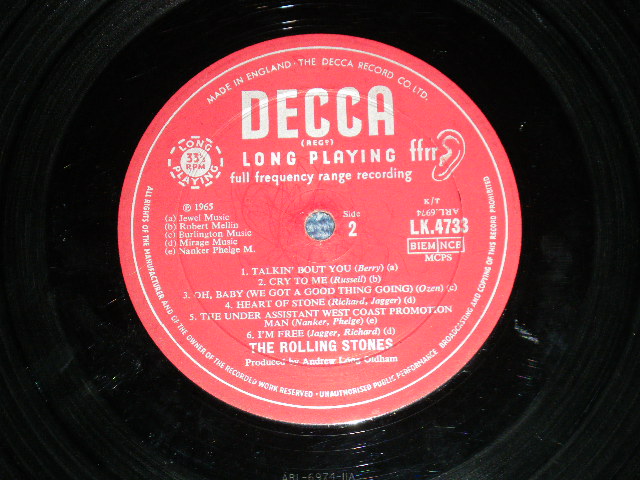 MADE IN ENGLAND · THE DECCA RECORD CO. LTD.
DECCA
(REGD)
LONG PLAYING
ffrr
full frequency range recording
LONG PLAYING
33⅓
RPM
℗ 1965
(a) Jewel Music
(b) Robert Mellin
(c) Burlington Music
(d) Mirage Music
(e) Nanker Phelge M.
Side
2
T/K
ARL-6974
LK.4733
BIEM NCB
MCPS
1. TALKIN' BOUT YOU (Berry) (a)
2. CRY TO ME (Russell) (b)
3. OH, BABY (WE GOT A GOOD THING GOING) (Ozen) (c)
4. HEART OF STONE (Richard, Jagger) (d)
5. THE UNDER ASSISTANT WEST COAST PROMOTION
MAN (Nanker, Phelge) (e)
6. I'M FREE (Jagger, Richard) (d)
THE ROLLING STONES
Produced by Andrew Loog Oldham
ALL RIGHTS OF THE MANUFACTURER AND OF THE OWNER OF THE RECORDED WORK RESERVED · UNAUTHORISED PUBLIC PERFORMANCE BROADCASTING AND COPYING OF THIS RECORD PROHIBITED
ARL-6974-11A